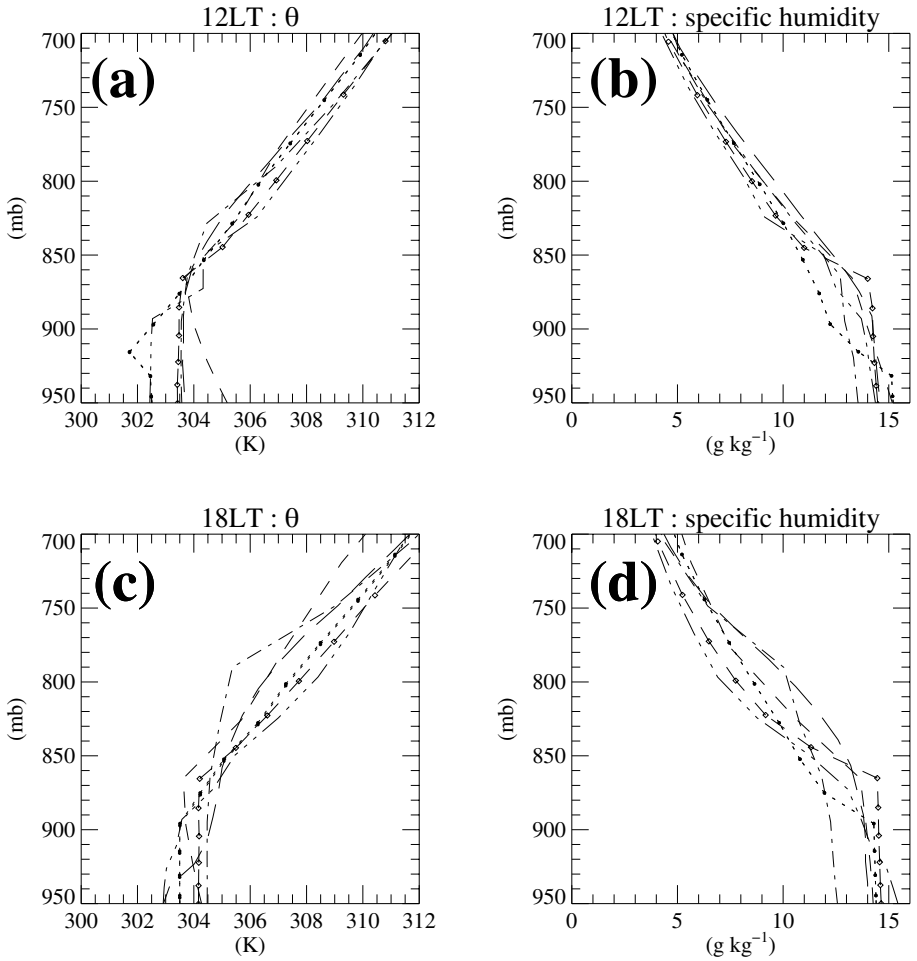 12LT : θ
12LT : specific humidity
(a)
(b)
700
750
800
850
900
950
(mb)
300 302 304 306 308 310 312
(K)
700
750
800
850
900
950
(mb)
0 5 10 15
(g kg⁻¹)
18LT : θ
18LT : specific humidity
(c)
(d)
700
750
800
850
900
950
(mb)
300 302 304 306 308 310 312
(K)
700
750
800
850
900
950
(mb)
0 5 10 15
(g kg⁻¹)